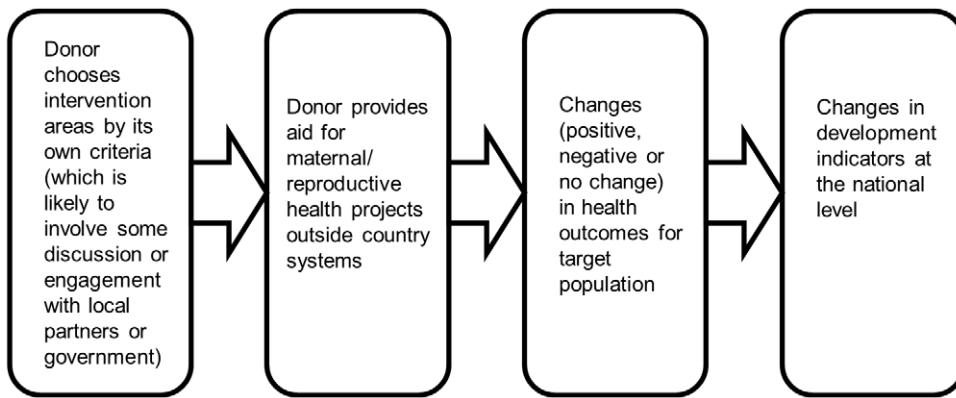 Donor
chooses
intervention
areas by its
own criteria
(which is
likely to
involve some
discussion or
engagement
with local
partners or
government)
Donor provides
aid for
maternal/
reproductive
health projects
outside country
systems
Changes
(positive,
negative or
no change)
in health
outcomes for
target
population
Changes in
development
indicators at
the national
level